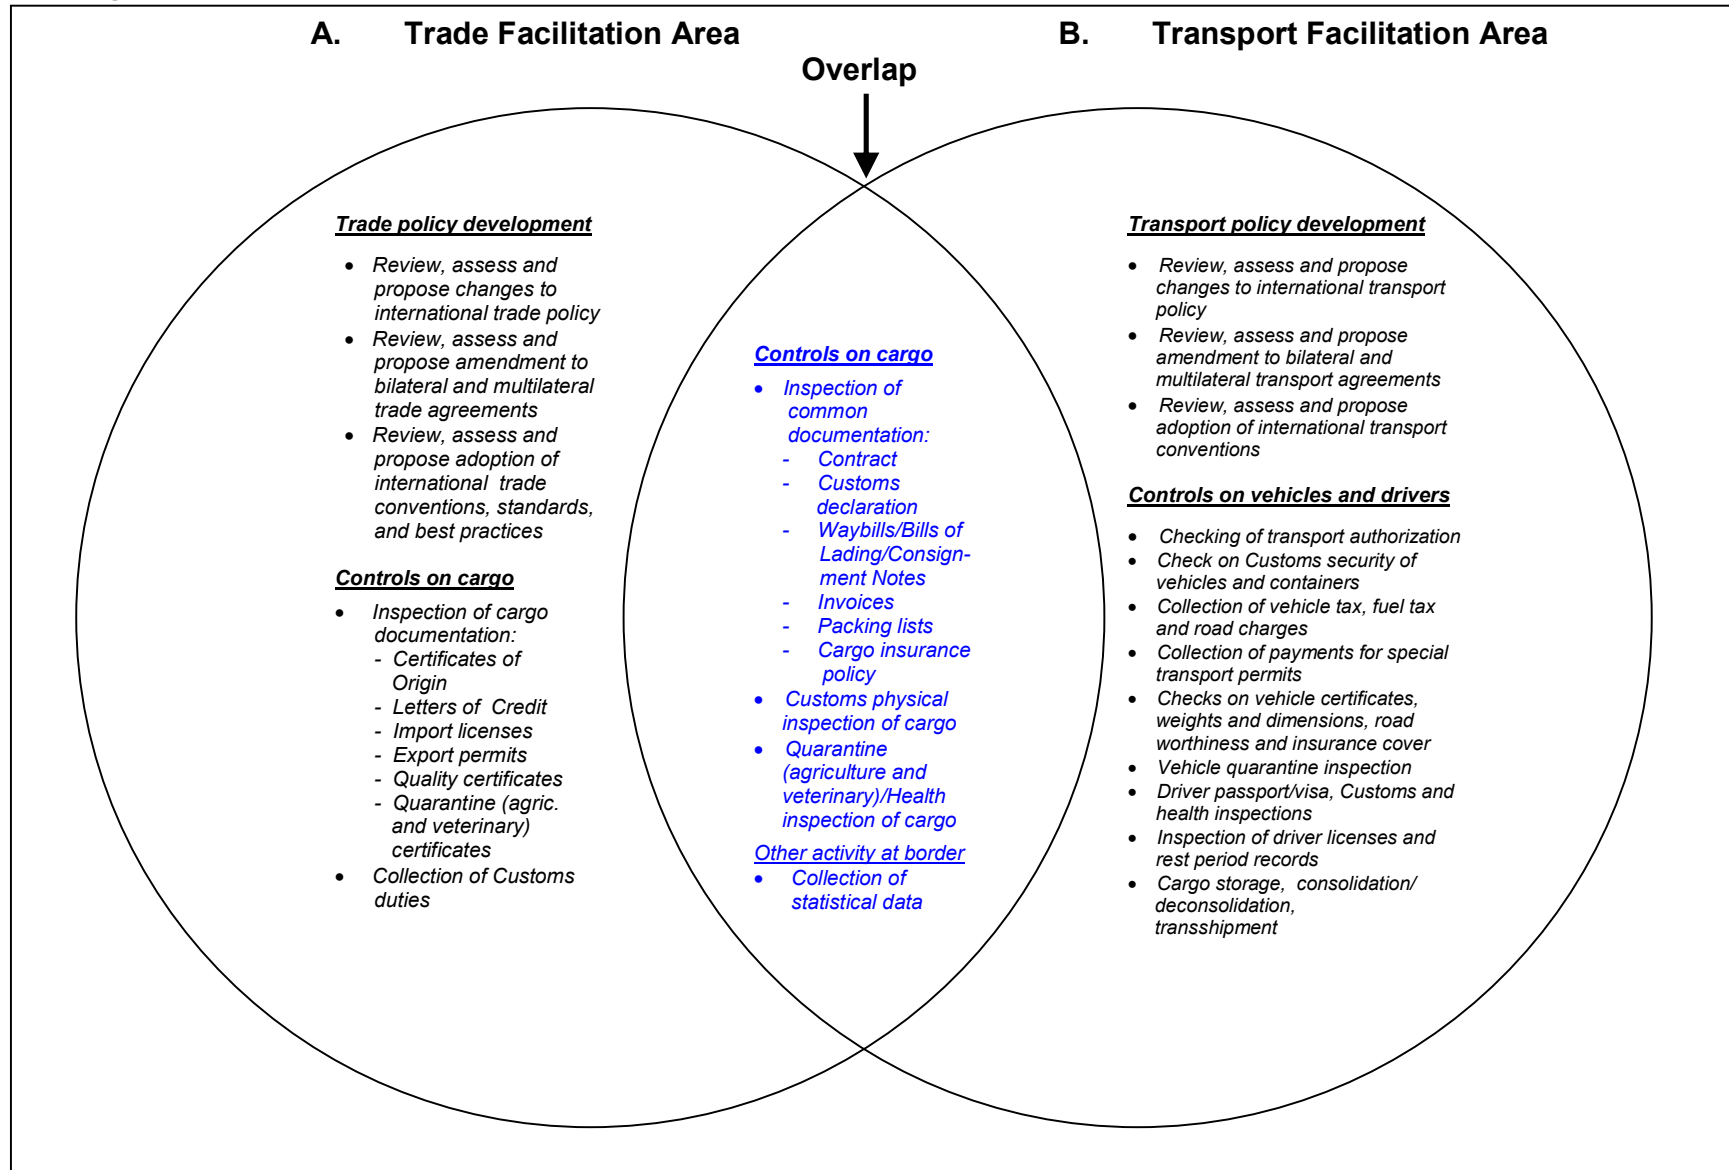 A. Trade Facilitation Area
B. Transport Facilitation Area
Overlap
Trade policy development
• Review, assess and
propose changes to
international trade policy
• Review, assess and
propose amendment to
bilateral and multilateral
trade agreements
• Review, assess and
propose adoption of
international trade
conventions, standards,
and best practices
Controls on cargo
• Inspection of cargo
documentation:
- Certificates of
Origin
- Letters of Credit
- Import licenses
- Export permits
- Quality certificates
- Quarantine (agric.
and veterinary)
certificates
• Collection of Customs
duties
Controls on cargo
• Inspection of
common
documentation:
- Contract
- Customs
declaration
- Waybills/Bills of
Lading/Consign-
ment Notes
- Invoices
- Packing lists
- Cargo insurance
policy
• Customs physical
inspection of cargo
• Quarantine
(agriculture and
veterinary)/Health
inspection of cargo
Other activity at border
• Collection of
statistical data
Transport policy development
• Review, assess and propose
changes to international transport
policy
• Review, assess and propose
amendment to bilateral and
multilateral transport agreements
• Review, assess and propose
adoption of international transport
conventions
Controls on vehicles and drivers
• Checking of transport authorization
• Check on Customs security of
vehicles and containers
• Collection of vehicle tax, fuel tax
and road charges
• Collection of payments for special
transport permits
• Checks on vehicle certificates,
weights and dimensions, road
worthiness and insurance cover
• Vehicle quarantine inspection
• Driver passport/visa, Customs and
health inspections
• Inspection of driver licenses and
rest period records
• Cargo storage, consolidation/
deconsolidation,
transshipment